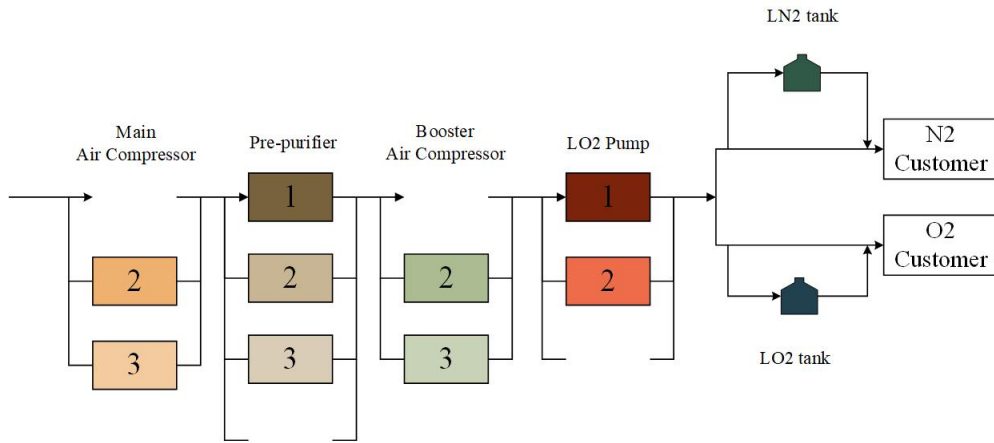 LN2 tank
Main
Air Compressor
Pre-purifier
Booster
Air Compressor
LO2 Pump
N2
Customer
1
1
O2
Customer
2
2
2
2
3
3
3
LO2 tank